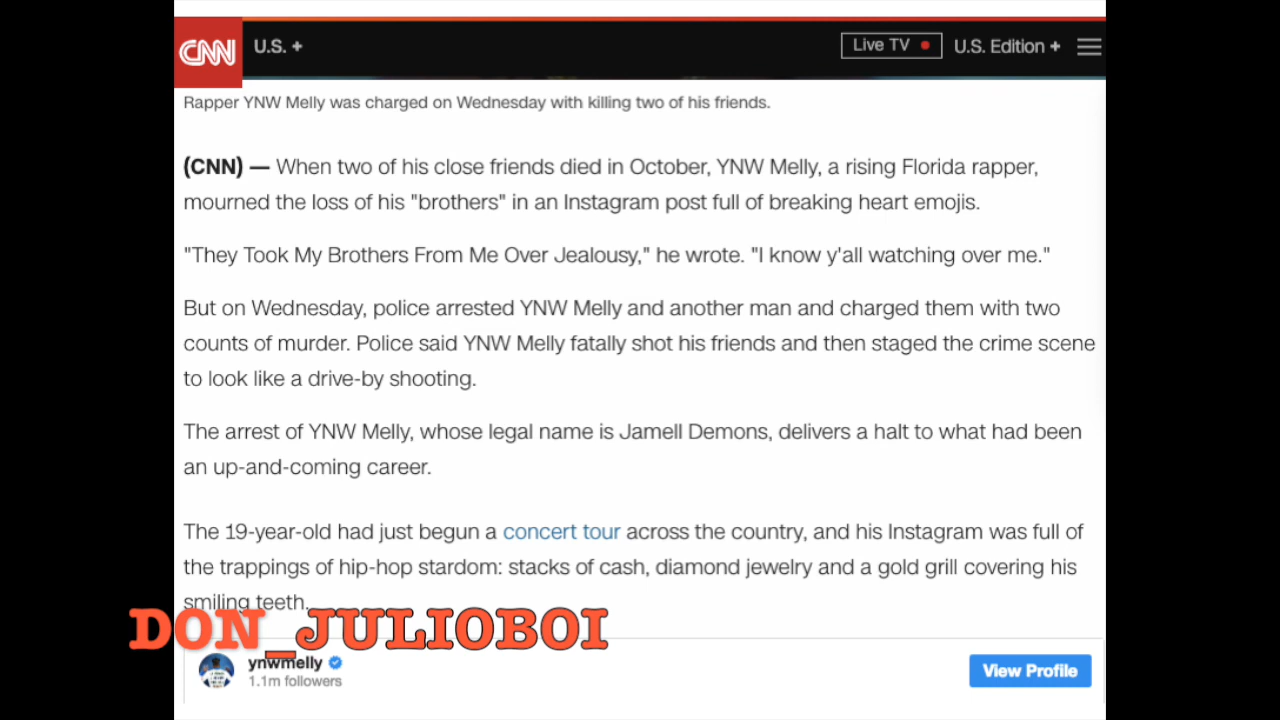 CNN U.S. + Live TV U.S. Edition +
Rapper YNW Melly was charged on Wednesday with killing two of his friends.
(CNN) — When two of his close friends died in October, YNW Melly, a rising Florida rapper,
mourned the loss of his "brothers" in an Instagram post full of breaking heart emojis.
"They Took My Brothers From Me Over Jealousy," he wrote. "I know y'all watching over me."
But on Wednesday, police arrested YNW Melly and another man and charged them with two
counts of murder. Police said YNW Melly fatally shot his friends and then staged the crime scene
to look like a drive-by shooting.
The arrest of YNW Melly, whose legal name is Jamell Demons, delivers a halt to what had been
an up-and-coming career.
The 19-year-old had just begun a concert tour across the country, and his Instagram was full of
the trappings of hip-hop stardom: stacks of cash, diamond jewelry and a gold grill covering his
smiling teeth.
DON_JULIOBOI
ynwmelly View Profile
1.1m followers